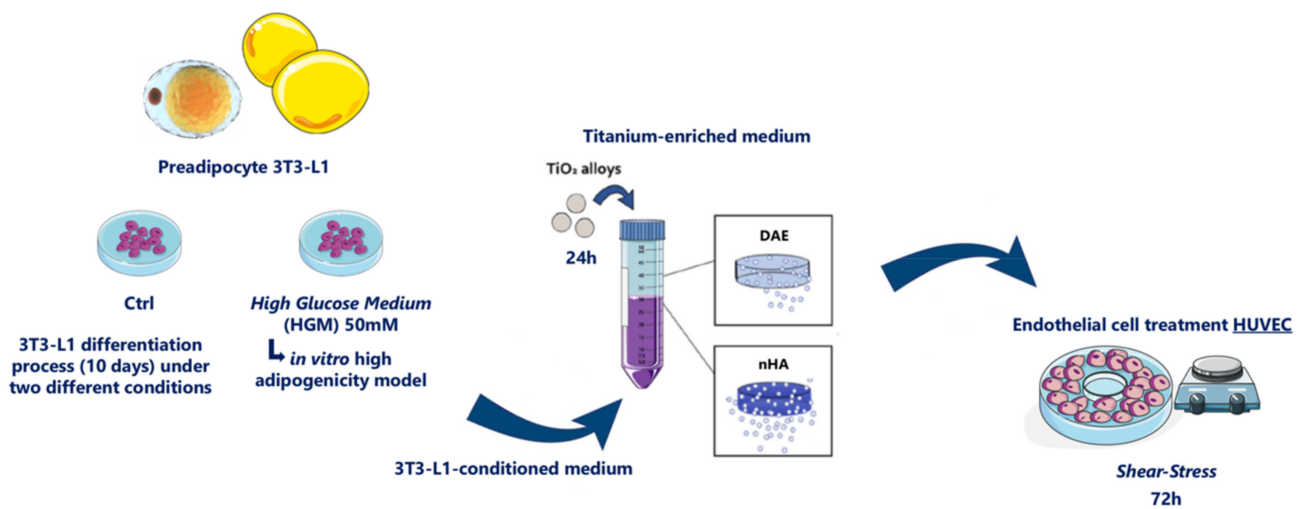 Preadipocyte 3T3-L1
Ctrl
3T3-L1 differentiation
process (10 days) under
two different conditions
High Glucose Medium
(HGM) 50mM
in vitro high
adipogenicity model
3T3-L1-conditioned medium
Titanium-enriched medium
TiO₂ alloys
24h
DAE
nHA
Endothelial cell treatment HUVEC
Shear-Stress
72h